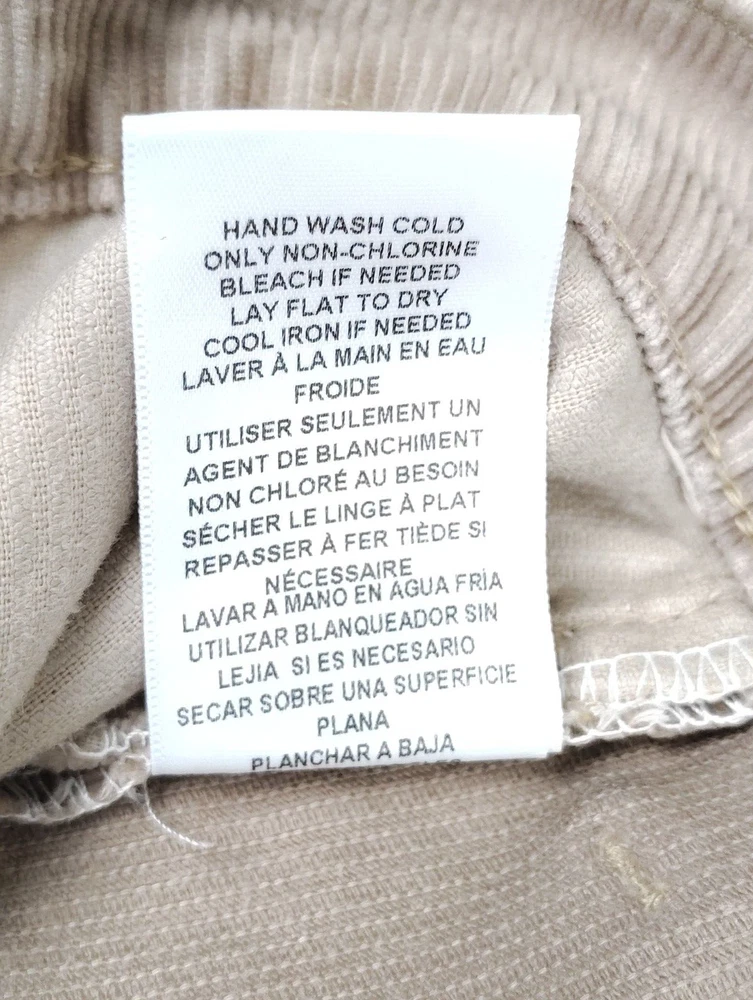 HAND WASH COLD
ONLY NON-CHLORINE
BLEACH IF NEEDED
LAY FLAT TO DRY
COOL IRON IF NEEDED
LAVER À LA MAIN EN EAU
FROIDE
UTILISER SEULEMENT UN
AGENT DE BLANCHIMENT
NON CHLORÉ AU BESOIN
SÉCHER LE LINGE À PLAT
REPASSER À FER TIÈDE SI
NÉCESSAIRE
LAVAR A MANO EN AGUA FRÍA
UTILIZAR BLANQUEADOR SIN
LEJIA SI ES NECESARIO
SECAR SOBRE UNA SUPERFICIE
PLANA
PLANCHAR A BAJA